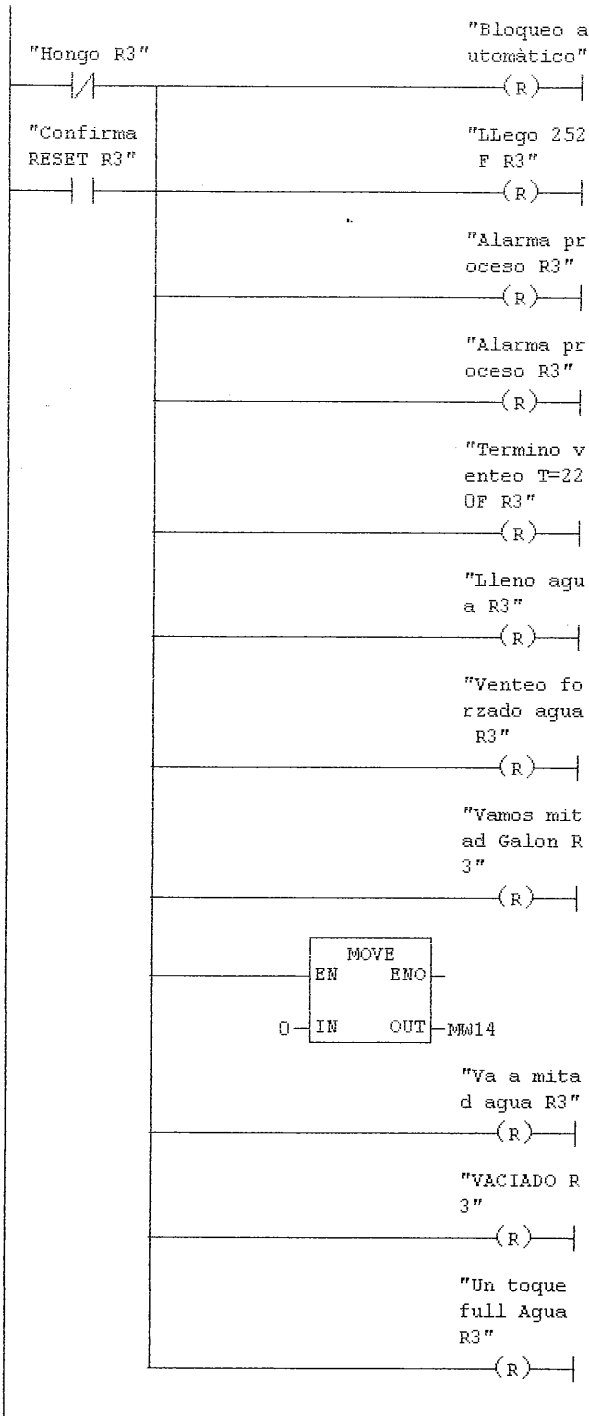 "Hongo R3"
"Bloqueo a
utomàtico"
(R)
"Confirma
RESET R3"
"LLego 252
F R3"
(R)
"Alarma pr
oceso R3"
(R)
"Alarma pr
oceso R3"
(R)
"Termino v
enteo T=22
0F R3"
(R)
"Lleno agu
a R3"
(R)
"Venteo fo
rzado agua
R3"
(R)
"Vamos mit
ad Galon R
3"
(R)
MOVE
EN ENO
0 IN OUT MW14
"Va a mita
d agua R3"
(R)
"VACIADO R
3"
(R)
"Un toque
full Agua
R3"
(R)